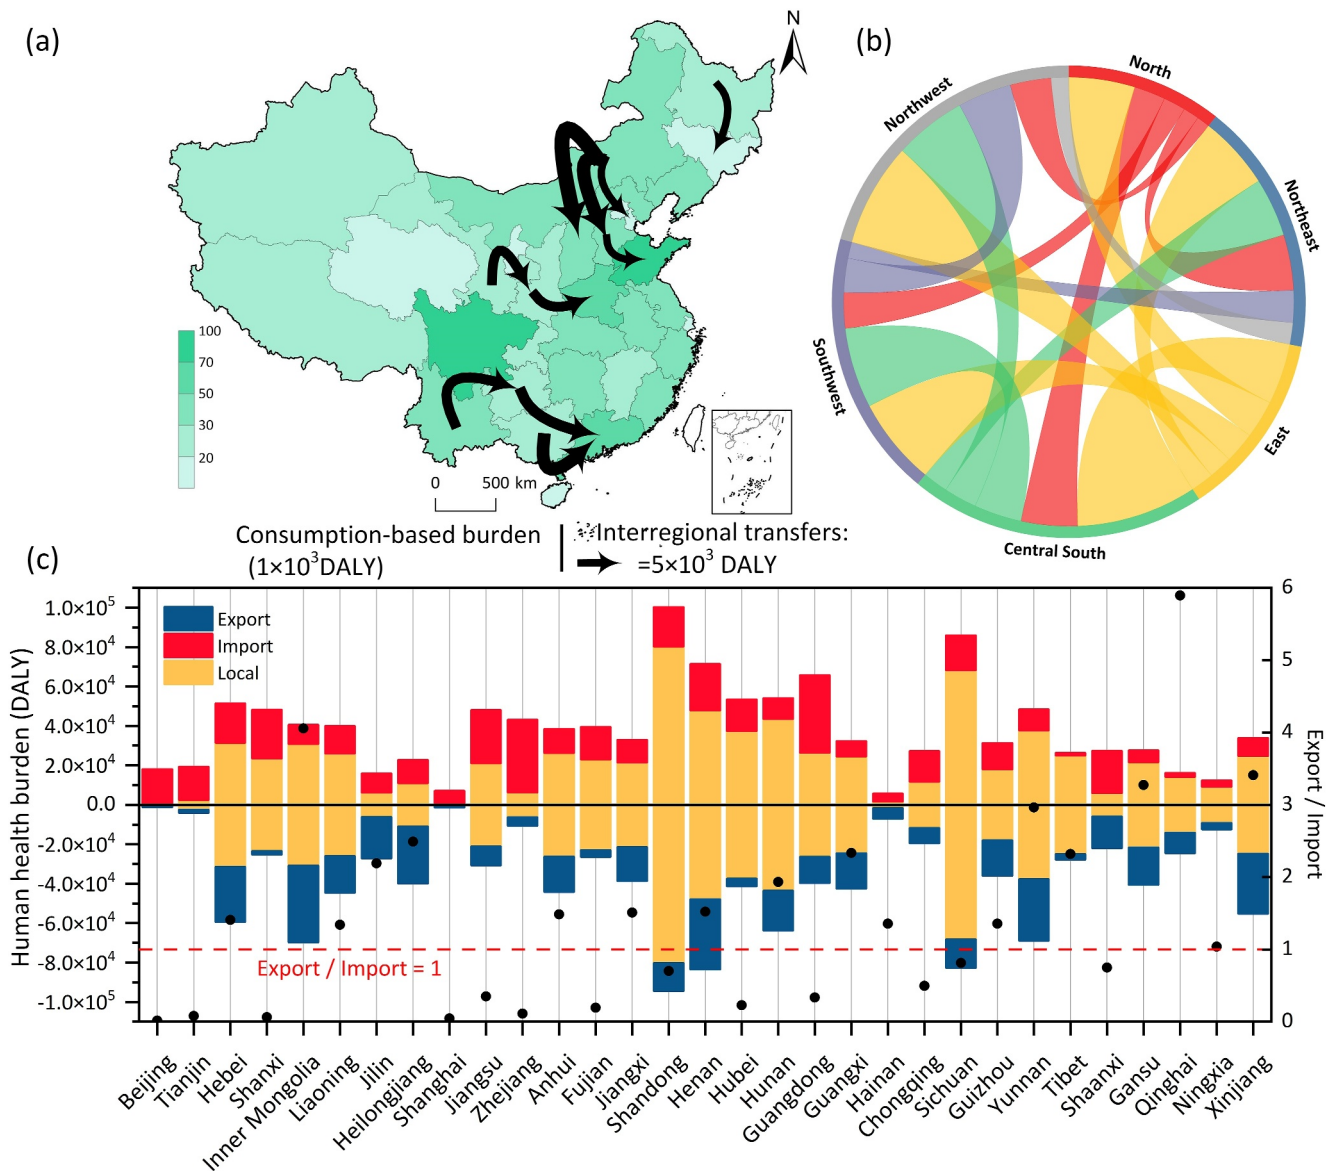 (a)
N
100
70
50
30
20
0 500 km
Consumption-based burden
(1×10³DALY)
Interregional transfers:
=5×10³ DALY
(b)
North
Northeast
East
Central South
Southwest
Northwest
(c)
Human health burden (DALY)
1.0×10⁵
8.0×10⁴
6.0×10⁴
4.0×10⁴
2.0×10⁴
0.0
-2.0×10⁴
-4.0×10⁴
-6.0×10⁴
-8.0×10⁴
-1.0×10⁵
Export
Import
Local
Export / Import = 1
6
5
4
3
2
1
0
Export / Import
Beijing
Tianjin
Hebei
Shanxi
Inner Mongolia
Liaoning
Jilin
Heilongjiang
Shanghai
Jiangsu
Zhejiang
Anhui
Fujian
Jiangxi
Shandong
Henan
Hubei
Hunan
Guangdong
Guangxi
Hainan
Chongqing
Sichuan
Guizhou
Yunnan
Tibet
Shaanxi
Gansu
Qinghai
Ningxia
Xinjiang